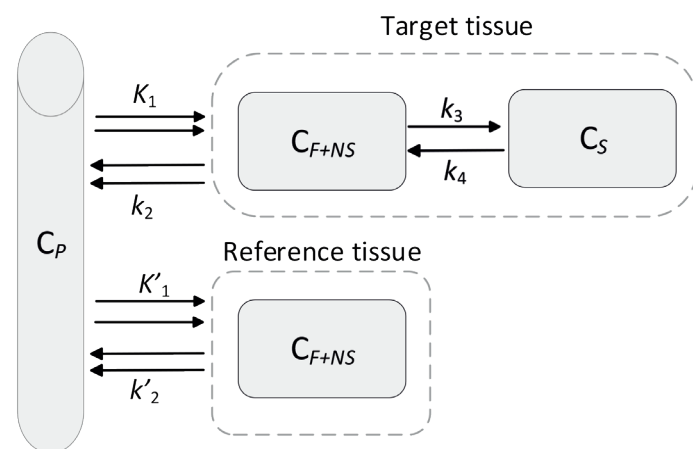 Target tissue
K1
CF+NS
k3
CS
k4
k2
CP
Reference tissue
K'1
CF+NS
k'2